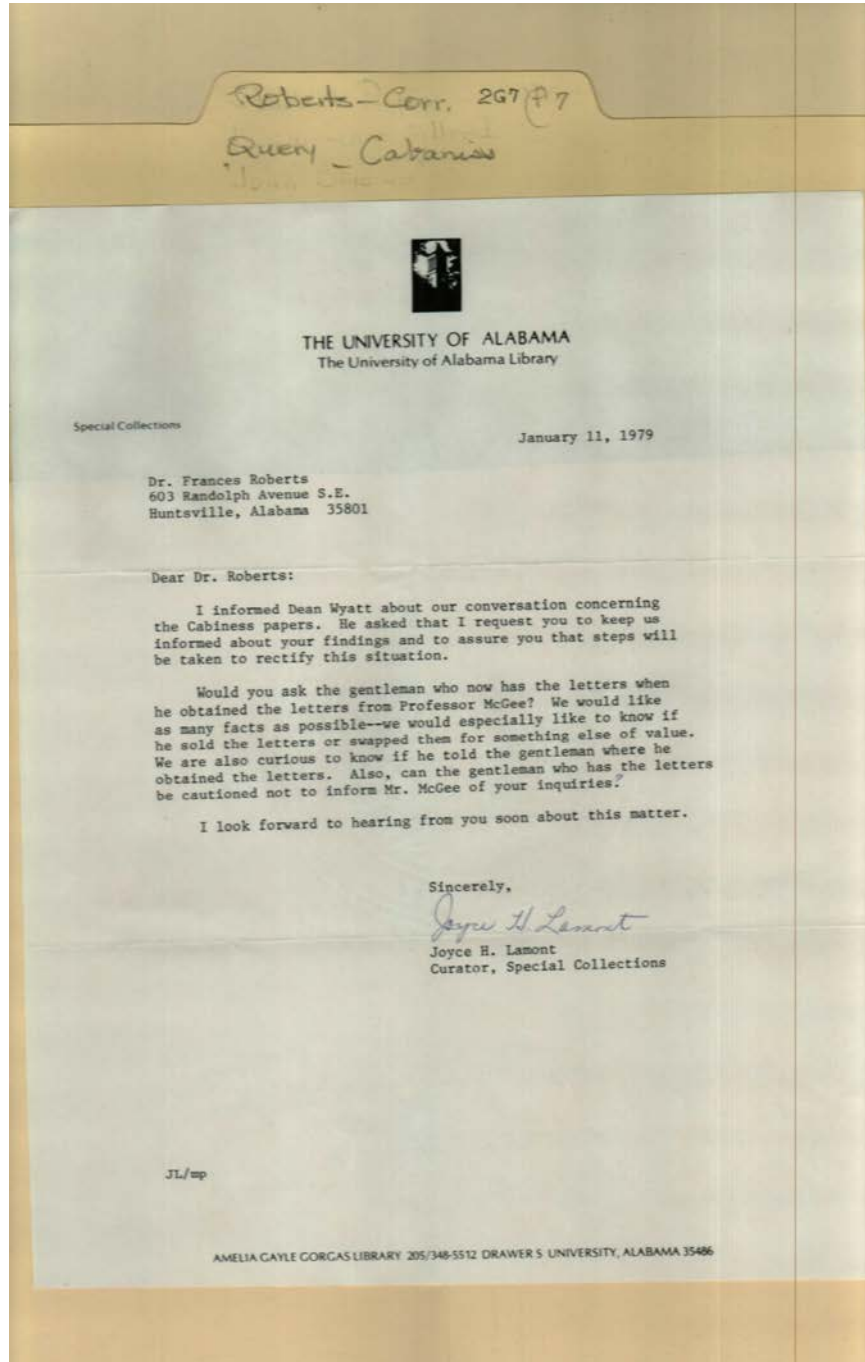 Roberts - Corr. 2G7 f7
Query - Cabaniss
THE UNIVERSITY OF ALABAMA
The University of Alabama Library
Special Collections
January 11, 1979
Dr. Frances Roberts
603 Randolph Avenue S.E.
Huntsville, Alabama 35801
Dear Dr. Roberts:
I informed Dean Wyatt about our conversation concerning
the Cabiness papers. He asked that I request you to keep us
informed about your findings and to assure you that steps will
be taken to rectify this situation.
Would you ask the gentleman who now has the letters when
he obtained the letters from Professor McGee? We would like
as many facts as possible--we would especially like to know if
he sold the letters or swapped them for something else of value.
We are also curious to know if he told the gentleman where he
obtained the letters. Also, can the gentleman who has the letters
be cautioned not to inform Mr. McGee of your inquiries?
I look forward to hearing from you soon about this matter.
Sincerely,
Joyce H. Lamont
Joyce H. Lamont
Curator, Special Collections
JL/mp
AMELIA GAYLE GORGAS LIBRARY 205/348-5512 DRAWER S UNIVERSITY, ALABAMA 35486